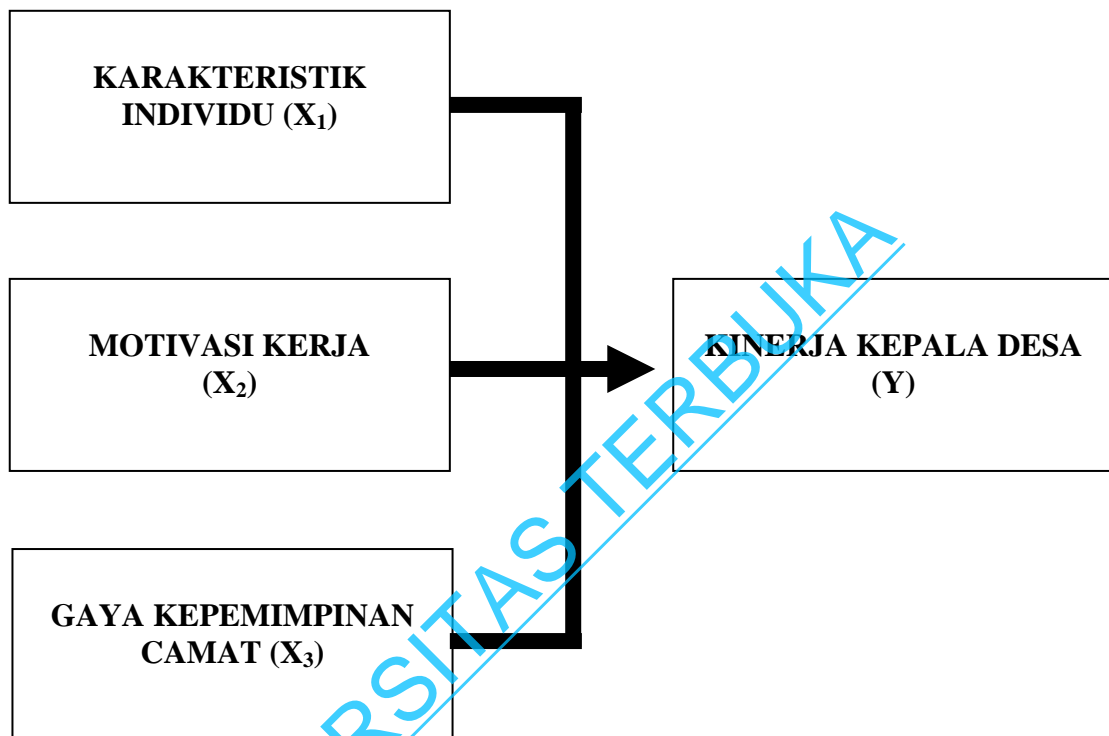 KARAKTERISTIK
INDIVIDU (X₁)
MOTIVASI KERJA
(X₂)
KINERJA KEPALA DESA
(Y)
GAYA KEPEMIMPINAN
CAMAT (X₃)
RSITAS TERBUKA